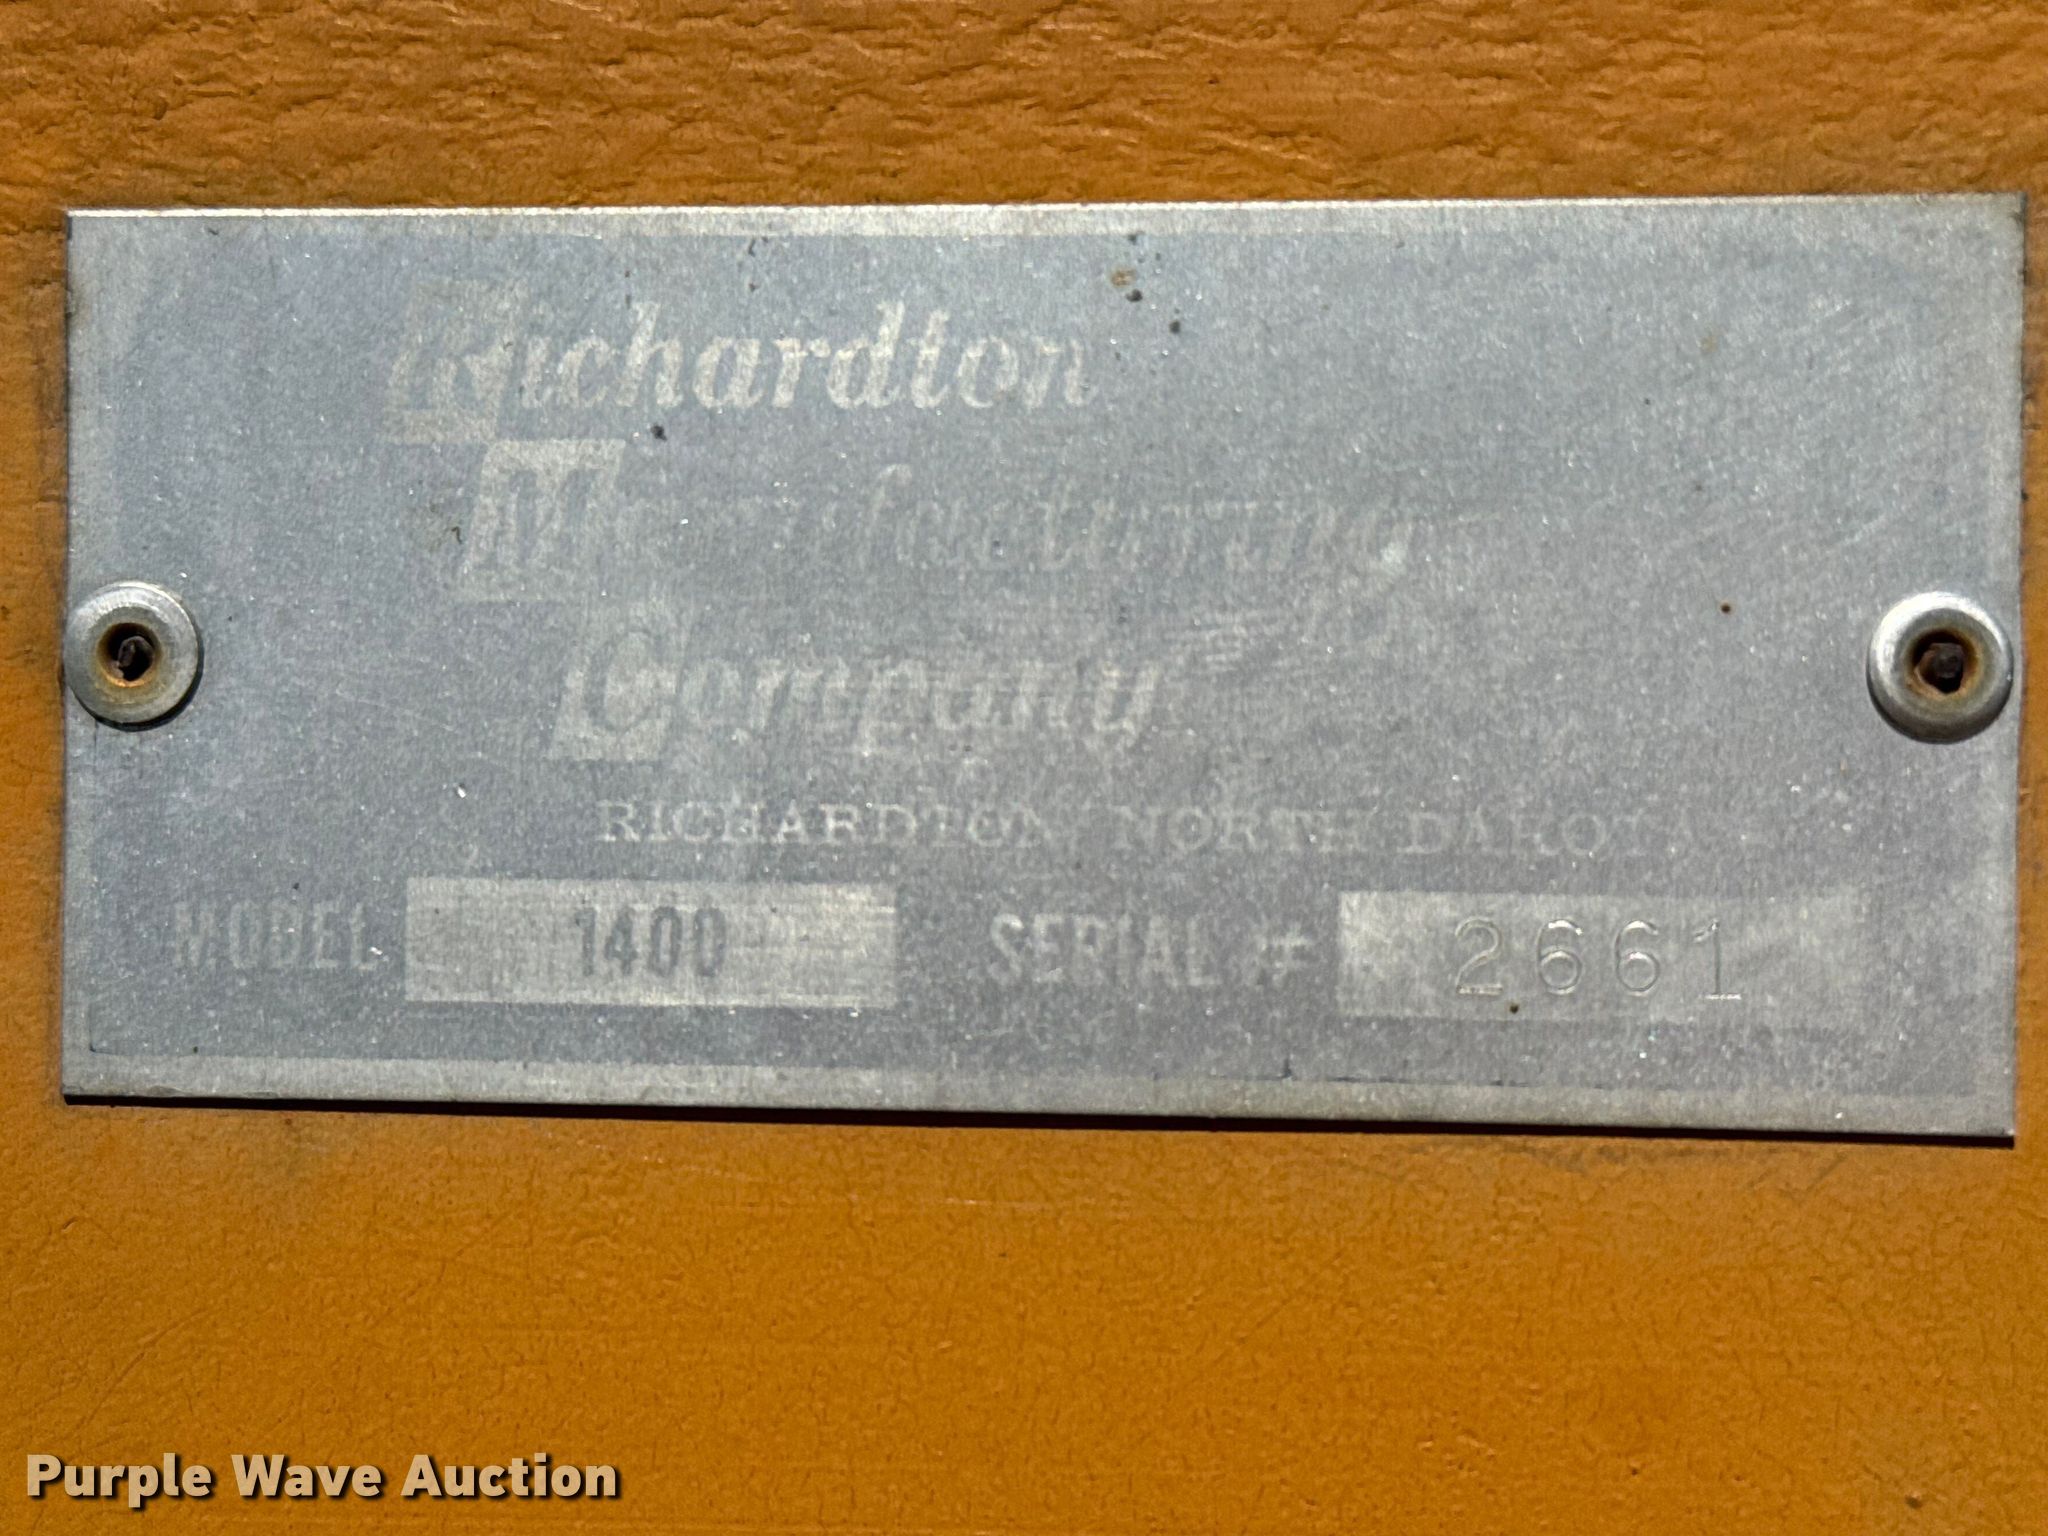 Richardton
Manufacturing
Company
RICHARDTON NORTH DAKOTA
MODEL 1400 SERIAL # 2661
Purple Wave Auction